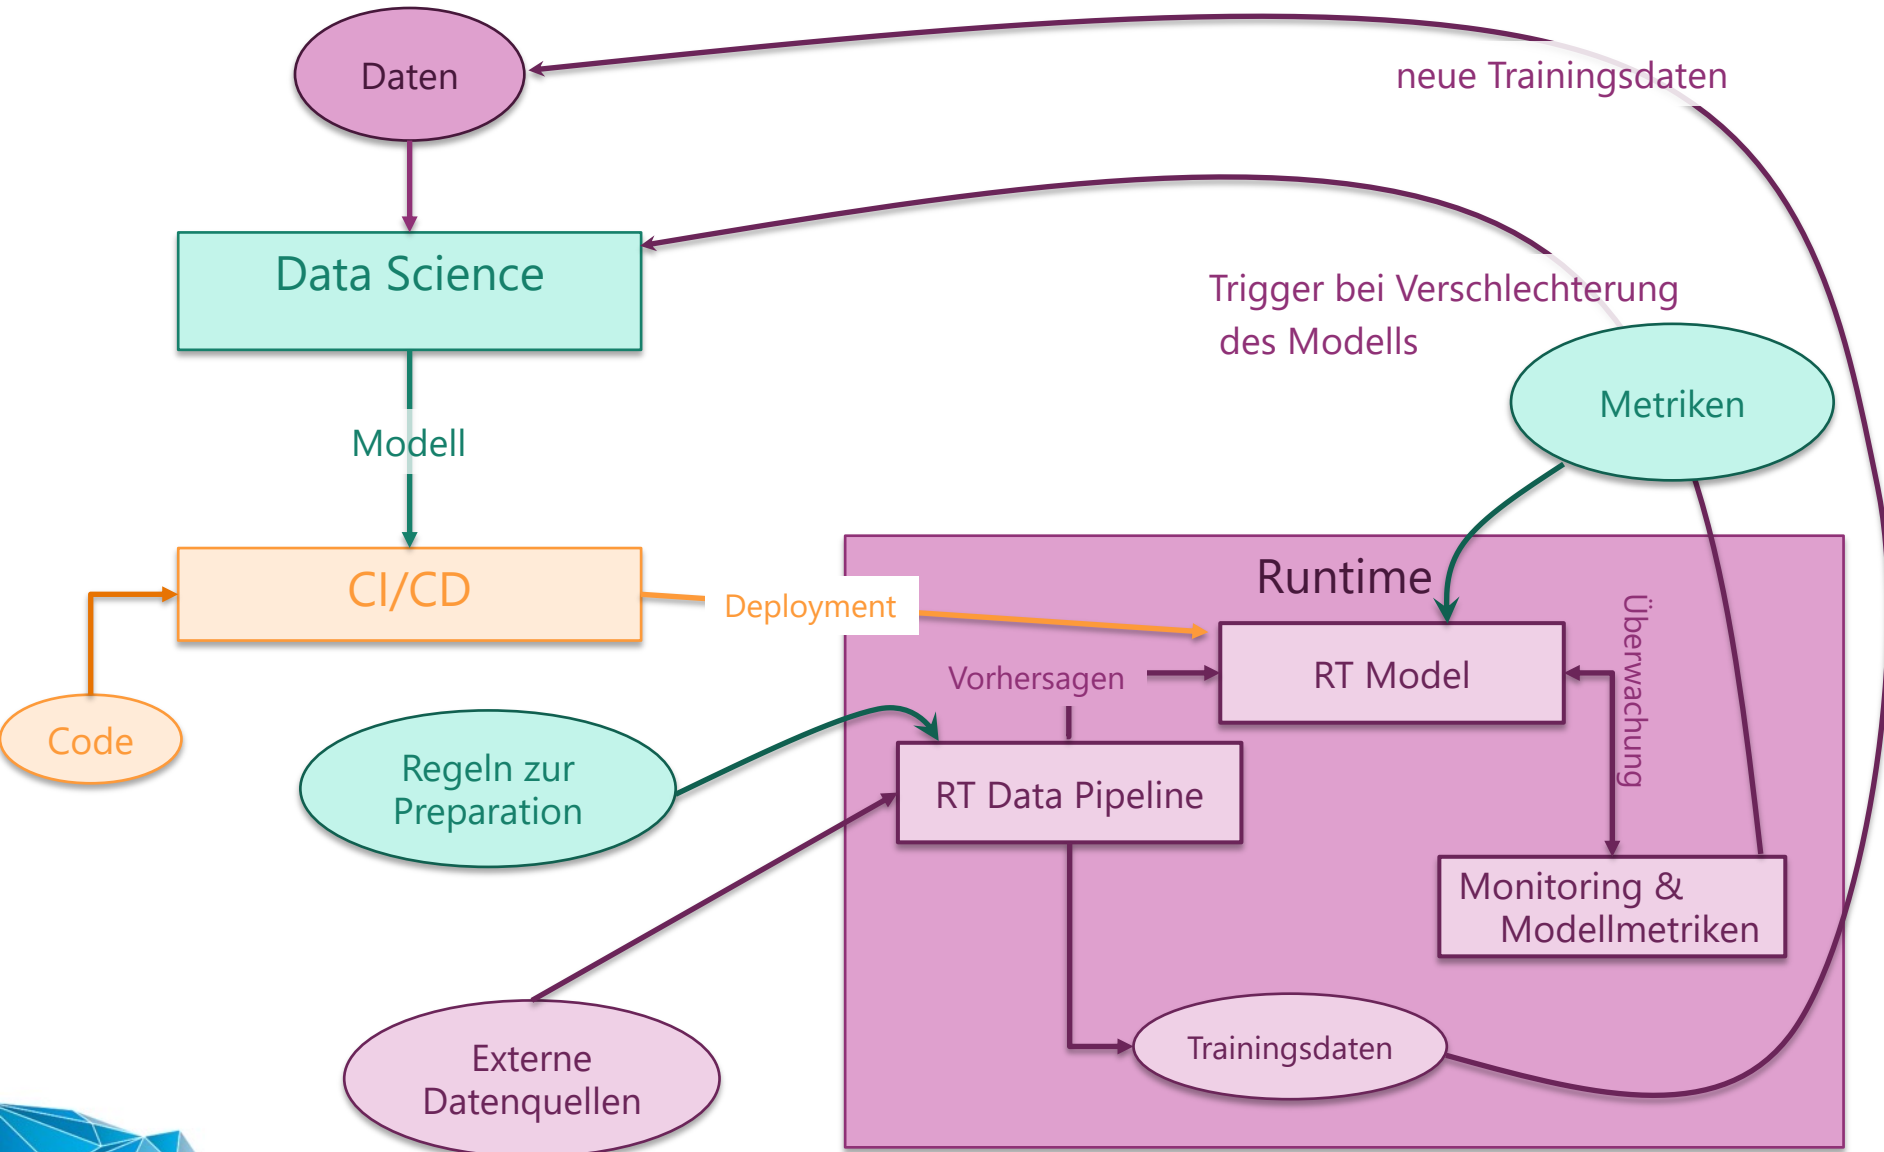 Daten
neue Trainingsdaten
Data Science
Trigger bei Verschlechterung
des Modells
Metriken
Modell
Runtime
CI/CD
Deployment
Überwachung
Vorhersagen
RT Model
Code
Regeln zur
Preparation
RT Data Pipeline
Monitoring &
Modellmetriken
Externe
Datenquellen
Trainingsdaten